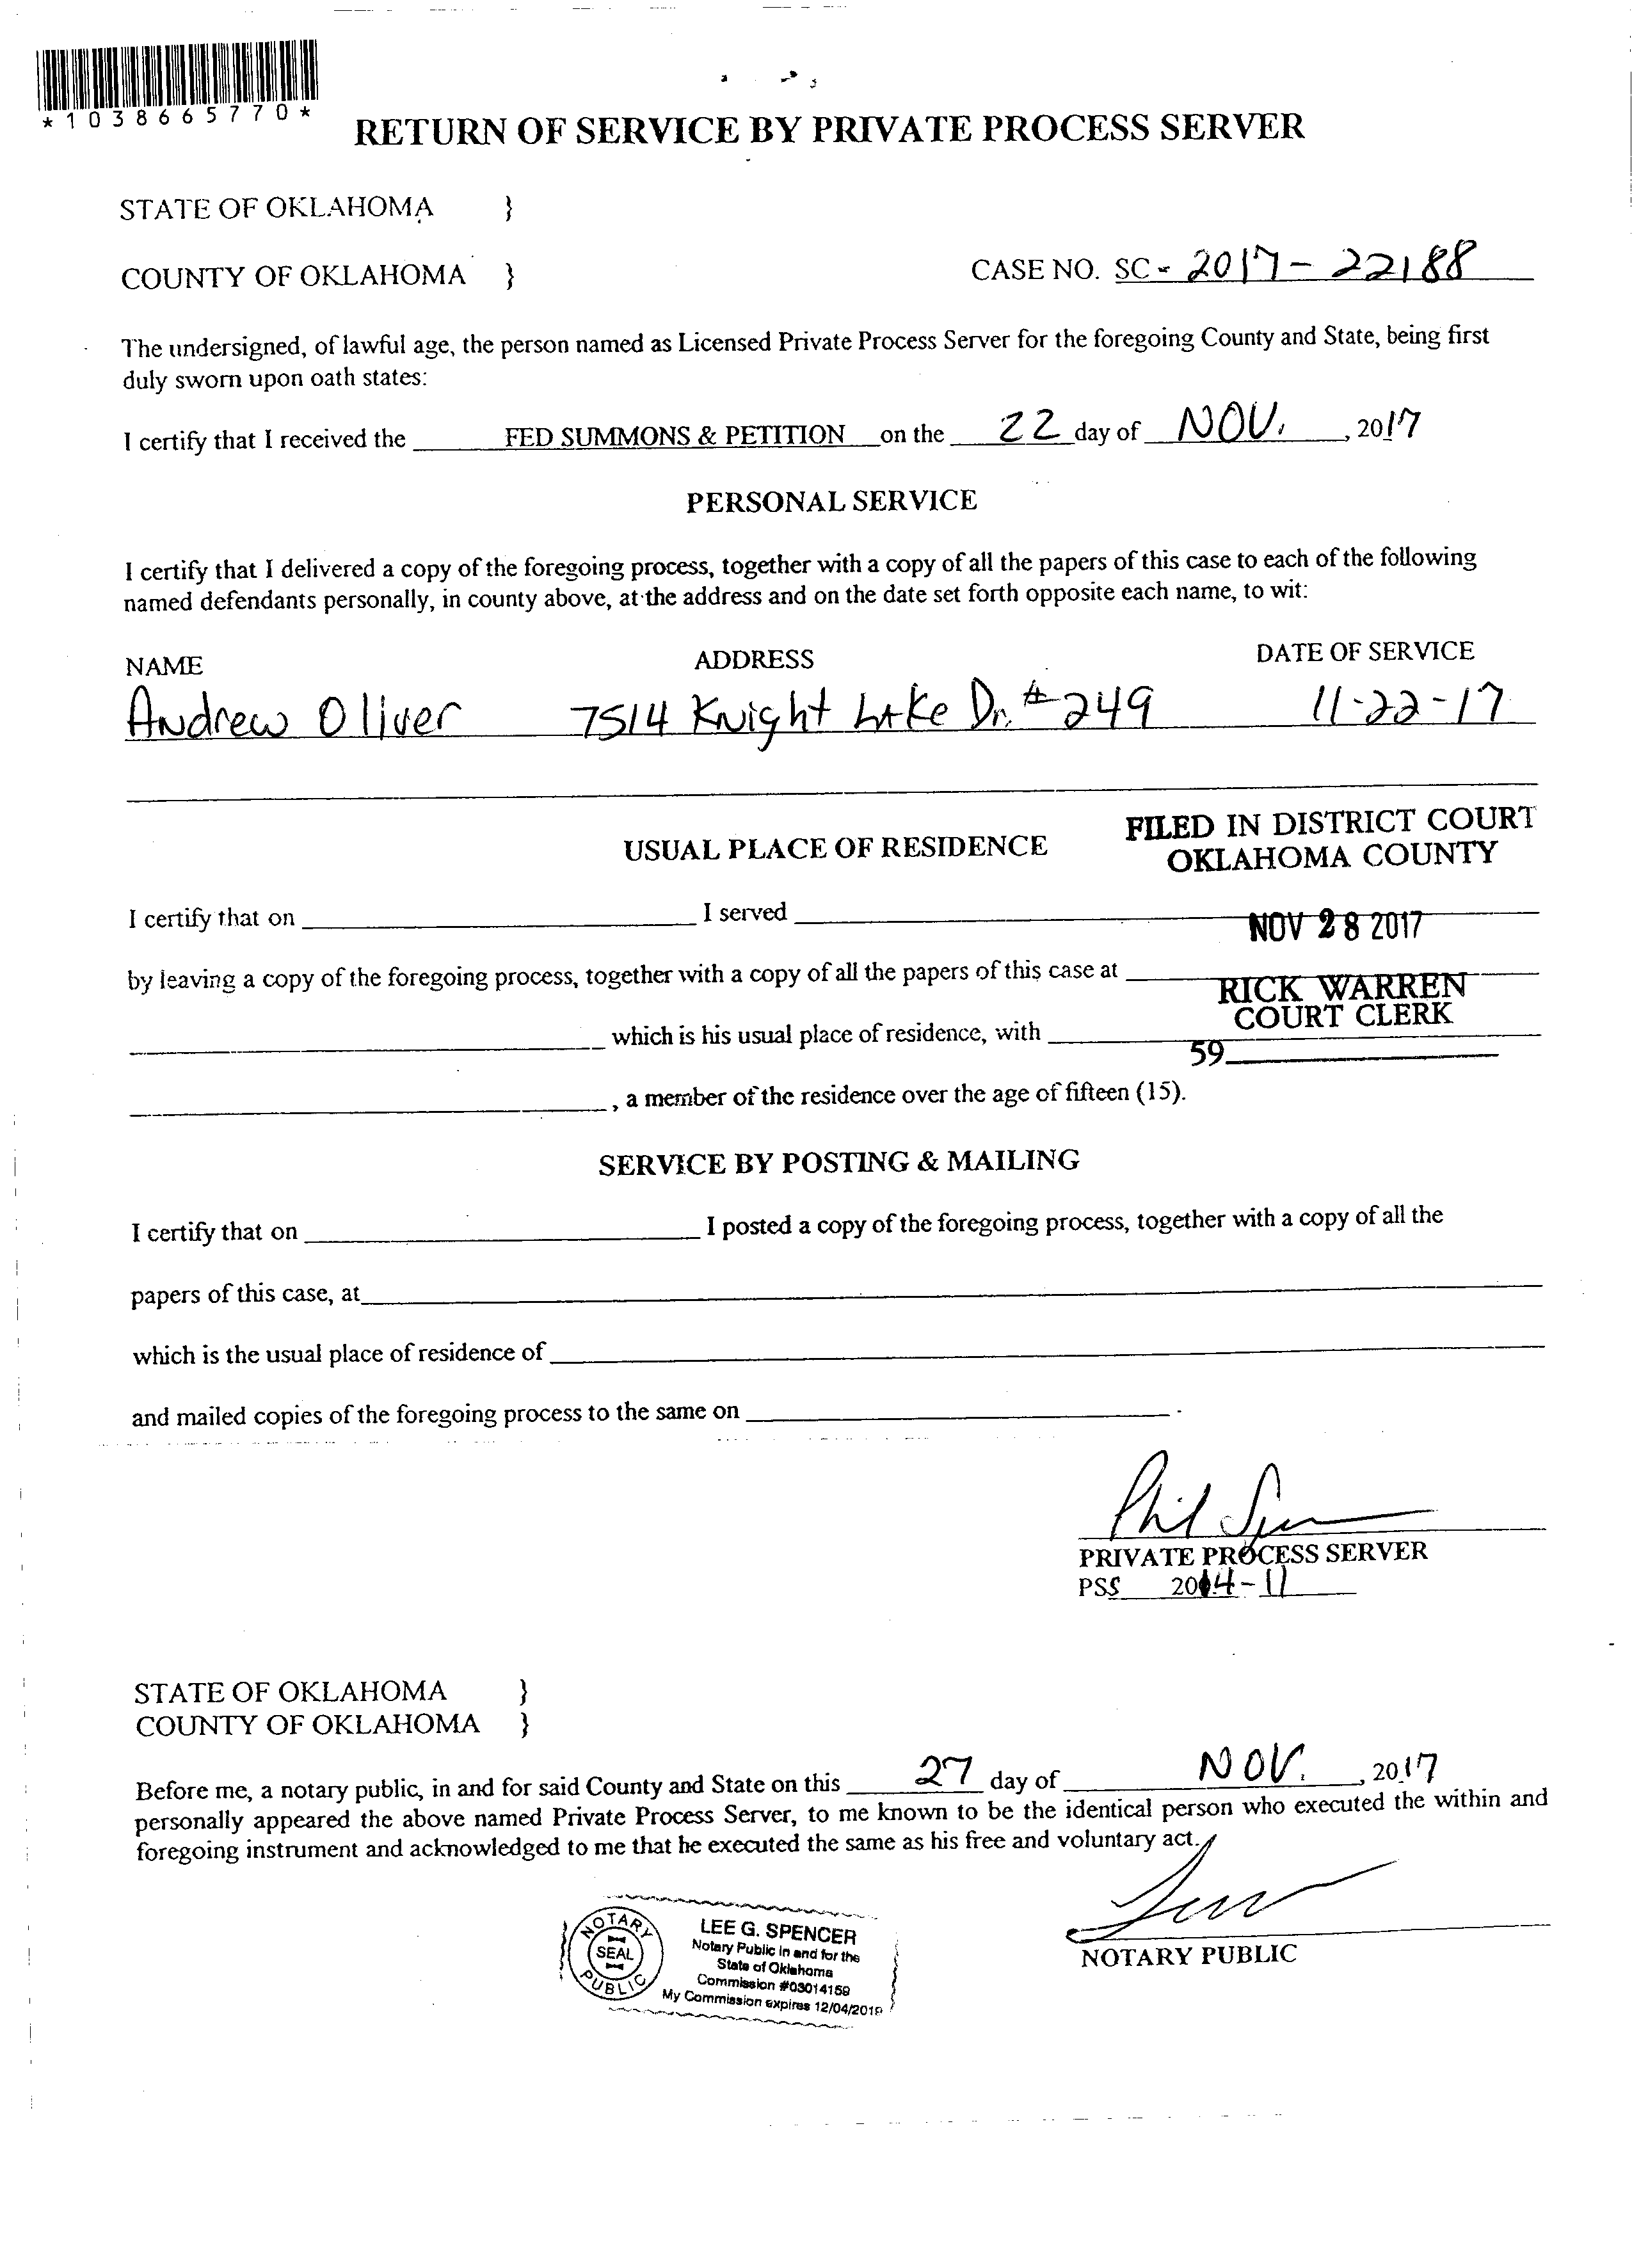 *1038665770*
RETURN OF SERVICE BY PRIVATE PROCESS SERVER
STATE OF OKLAHOMA }
COUNTY OF OKLAHOMA } CASE NO. SC - 2017 - 22188
The undersigned, of lawful age, the person named as Licensed Private Process Server for the foregoing County and State, being first
duly sworn upon oath states:
I certify that I received the FED SUMMONS & PETITION on the 22 day of NOV. , 2017
PERSONAL SERVICE
I certify that I delivered a copy of the foregoing process, together with a copy of all the papers of this case to each of the following
named defendants personally, in county above, at the address and on the date set forth opposite each name, to wit:
NAME ADDRESS DATE OF SERVICE
Andrew Oliver 7514 Knight Lake Dr. #249 11-22-17
FILED IN DISTRICT COURT
OKLAHOMA COUNTY
USUAL PLACE OF RESIDENCE
I certify that on I served
NOV 28 2017
by leaving a copy of the foregoing process, together with a copy of all the papers of this case at
RICK WARREN
COURT CLERK
which is his usual place of residence, with
59
, a member of the residence over the age of fifteen (15).
SERVICE BY POSTING & MAILING
I certify that on I posted a copy of the foregoing process, together with a copy of all the
papers of this case, at
which is the usual place of residence of
and mailed copies of the foregoing process to the same on .
PRIVATE PROCESS SERVER
PSS 2014-11
STATE OF OKLAHOMA }
COUNTY OF OKLAHOMA }
Before me, a notary public, in and for said County and State on this 27 day of NOV. , 2017
personally appeared the above named Private Process Server, to me known to be the identical person who executed the within and
foregoing instrument and acknowledged to me that he executed the same as his free and voluntary act.
NOTARY PUBLIC
NOTARY
SEAL
PUBLIC
LEE G. SPENCER
Notary Public in and for the
State of Oklahoma
Commission #03014159
My Commission expires 12/04/2019